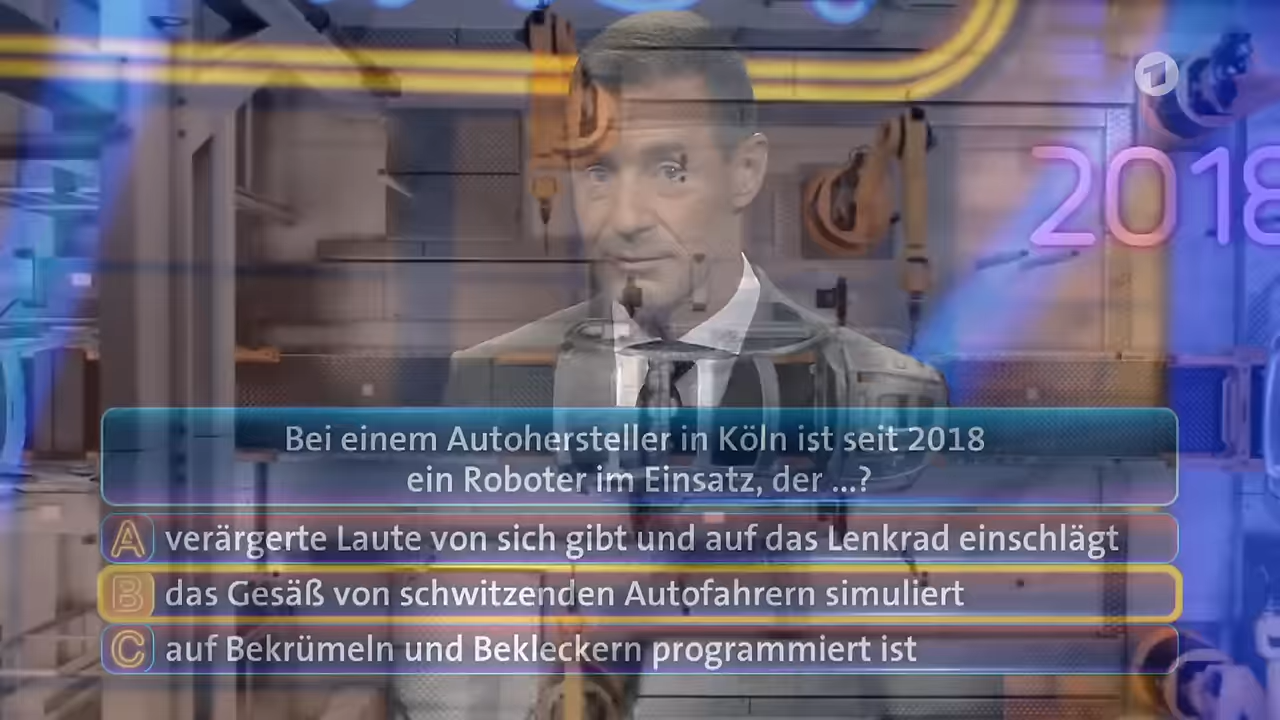 1
2018
Bei einem Autohersteller in Köln ist seit 2018
ein Roboter im Einsatz, der ...?
A verärgerte Laute von sich gibt und auf das Lenkrad einschlägt
B das Gesäß von schwitzenden Autofahrern simuliert
C auf Bekrümeln und Bekleckern programmiert ist